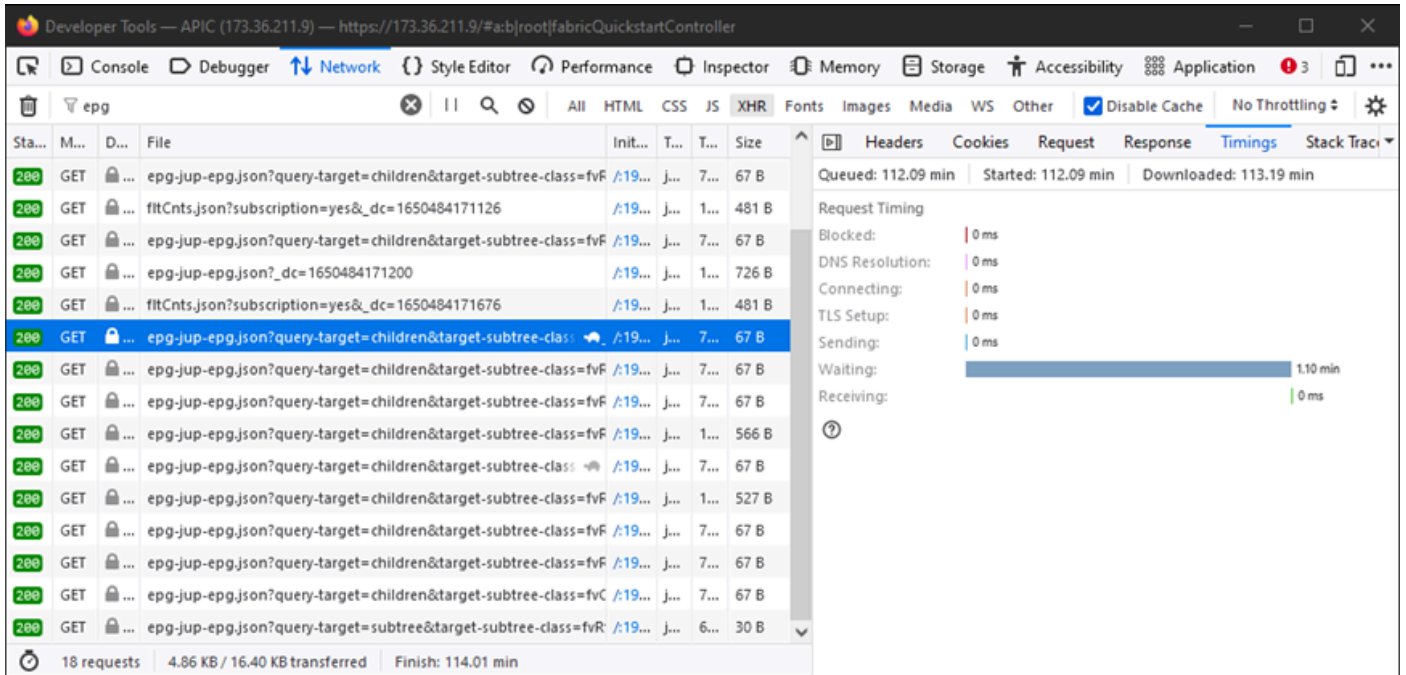 Developer Tools — APIC (173.36.211.9) — https://173.36.211.9/#a:b|root|fabricQuickstartController
Console Debugger Network {} Style Editor Performance Inspector Memory Storage Accessibility Application 3
epg All HTML CSS JS XHR Fonts Images Media WS Other Disable Cache No Throttling
Sta... M... D... File Init... T... T... Size
200 GET ... epg-jup-epg.json?query-target=children&target-subtree-class=fvR /:19... j... 7... 67 B
200 GET ... fltCnts.json?subscription=yes&_dc=1650484171126 /:19... j... 1... 481 B
200 GET ... epg-jup-epg.json?query-target=children&target-subtree-class=fvR /:19... j... 7... 67 B
200 GET ... epg-jup-epg.json?_dc=1650484171200 /:19... j... 1... 726 B
200 GET ... fltCnts.json?subscription=yes&_dc=1650484171676 /:19... j... 1... 481 B
200 GET ... epg-jup-epg.json?query-target=children&target-subtree-class /:19... j... 7... 67 B
200 GET ... epg-jup-epg.json?query-target=children&target-subtree-class=fvR /:19... j... 7... 67 B
200 GET ... epg-jup-epg.json?query-target=children&target-subtree-class=fvR /:19... j... 7... 67 B
200 GET ... epg-jup-epg.json?query-target=children&target-subtree-class=fvR /:19... j... 1... 566 B
200 GET ... epg-jup-epg.json?query-target=children&target-subtree-class /:19... j... 7... 67 B
200 GET ... epg-jup-epg.json?query-target=children&target-subtree-class=fvR /:19... j... 1... 527 B
200 GET ... epg-jup-epg.json?query-target=children&target-subtree-class=fvR /:19... j... 7... 67 B
200 GET ... epg-jup-epg.json?query-target=children&target-subtree-class=fvR /:19... j... 7... 67 B
200 GET ... epg-jup-epg.json?query-target=children&target-subtree-class=fvC /:19... j... 7... 67 B
200 GET ... epg-jup-epg.json?query-target=subtree&target-subtree-class=fvR /:19... j... 6... 30 B
18 requests 4.86 KB / 16.40 KB transferred Finish: 114.01 min
Headers Cookies Request Response Timings Stack Trac
Queued: 112.09 min Started: 112.09 min Downloaded: 113.19 min
Request Timing
Blocked: 0 ms
DNS Resolution: 0 ms
Connecting: 0 ms
TLS Setup: 0 ms
Sending: 0 ms
Waiting: 1.10 min
Receiving: 0 ms